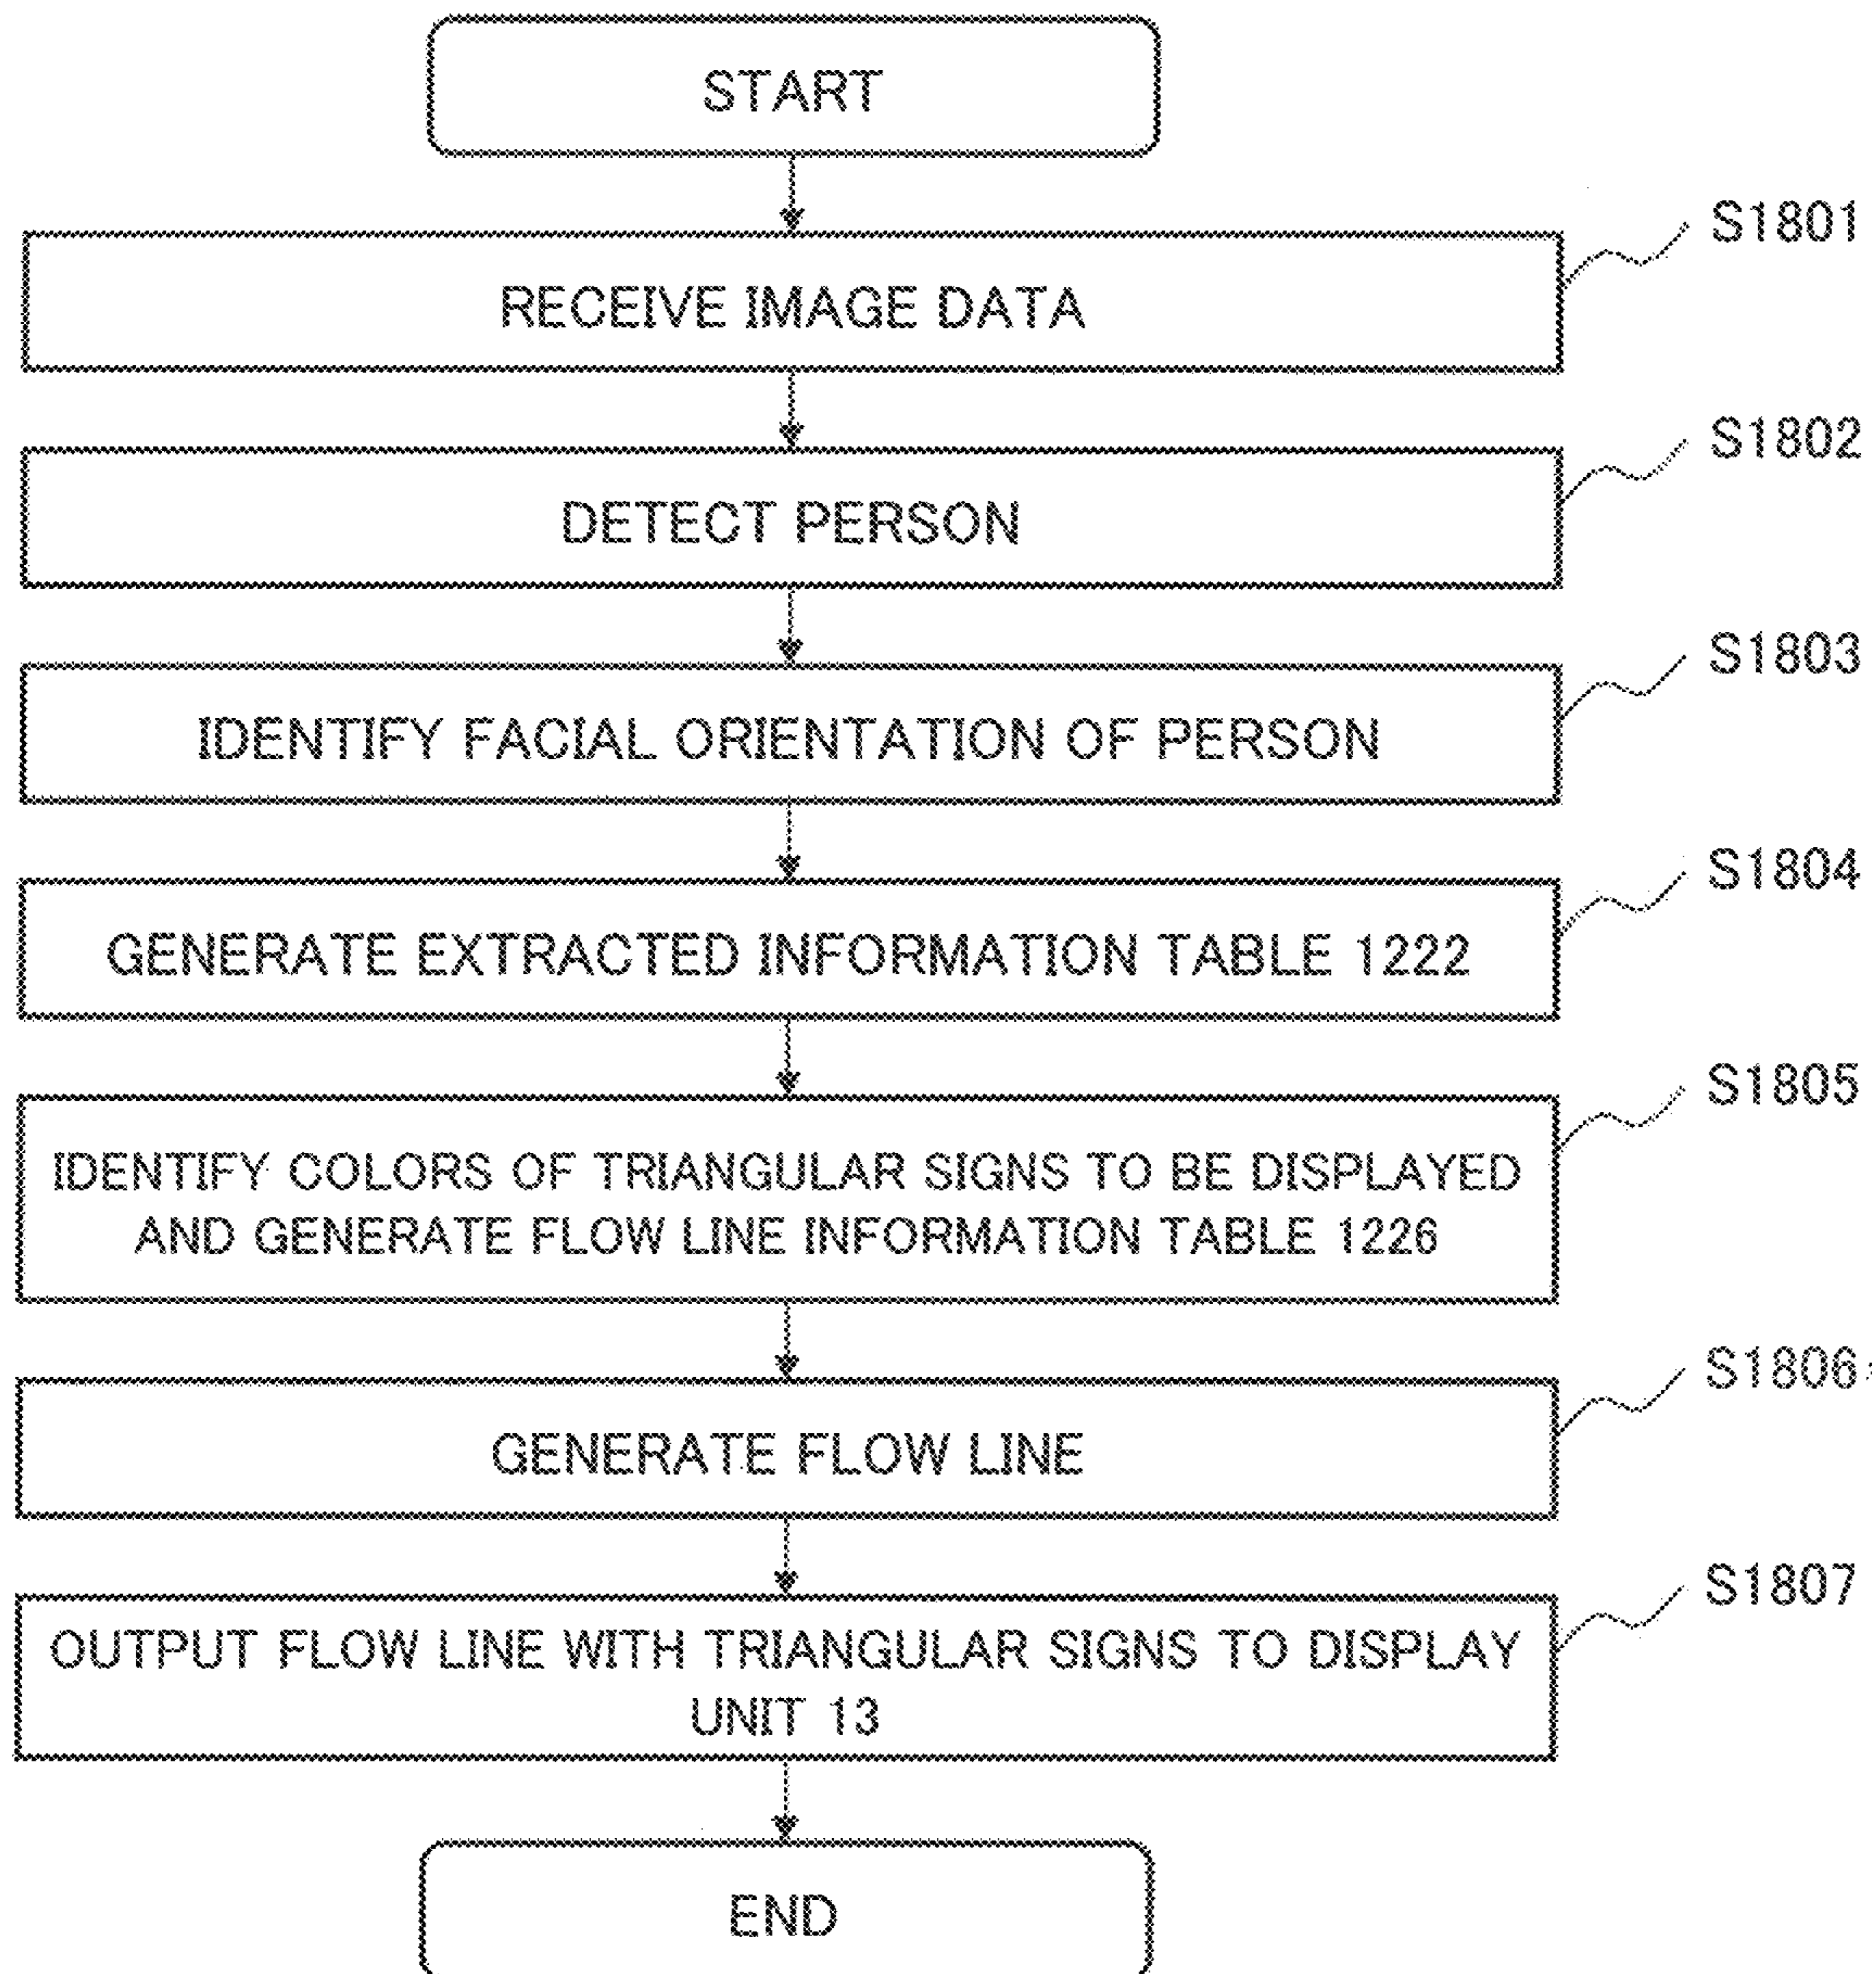 START
S1801
RECEIVE IMAGE DATA
S1802
DETECT PERSON
S1803
IDENTIFY FACIAL ORIENTATION OF PERSON
S1804
GENERATE EXTRACTED INFORMATION TABLE 1222
S1805
IDENTIFY COLORS OF TRIANGULAR SIGNS TO BE DISPLAYED
AND GENERATE FLOW LINE INFORMATION TABLE 1226
S1806
GENERATE FLOW LINE
S1807
OUTPUT FLOW LINE WITH TRIANGULAR SIGNS TO DISPLAY
UNIT 13
END